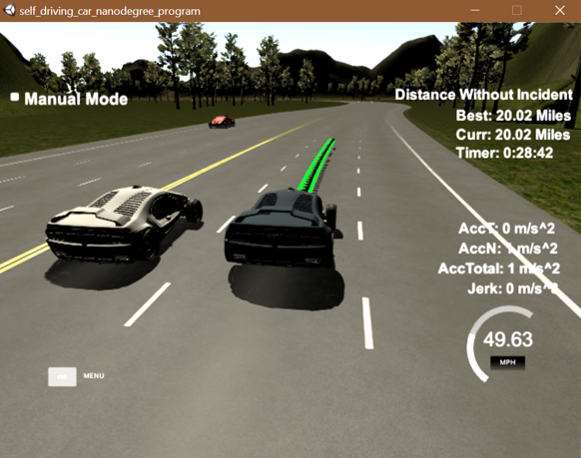 self_driving_car_nanodegree_program
Manual Mode
Distance Without Incident
Best: 20.02 Miles
Curr: 20.02 Miles
Timer: 0:28:42
AccT: 0 m/s^2
AccN: 1 m/s^2
AccTotal: 1 m/s^2
Jerk: 0 m/s^3
49.63
MPH
MENU